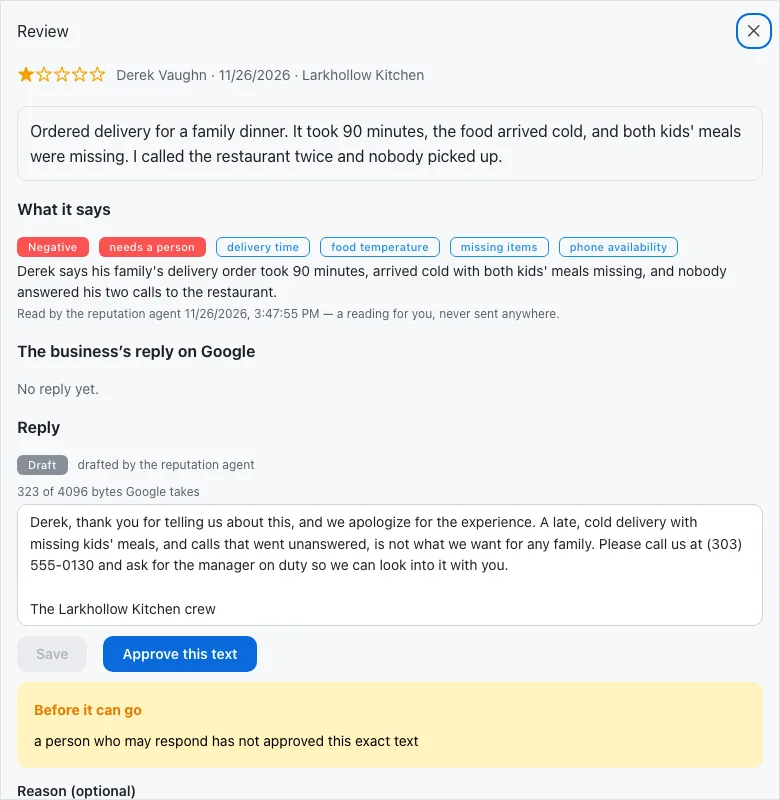 Review
Derek Vaughn · 11/26/2026 · Larkhollow Kitchen
Ordered delivery for a family dinner. It took 90 minutes, the food arrived cold, and both kids' meals
were missing. I called the restaurant twice and nobody picked up.
What it says
Negative needs a person delivery time food temperature missing items phone availability
Derek says his family's delivery order took 90 minutes, arrived cold with both kids' meals missing, and nobody
answered his two calls to the restaurant.
Read by the reputation agent 11/26/2026, 3:47:55 PM — a reading for you, never sent anywhere.
The business’s reply on Google
No reply yet.
Reply
Draft drafted by the reputation agent
323 of 4096 bytes Google takes
Derek, thank you for telling us about this, and we apologize for the experience. A late, cold delivery with
missing kids' meals, and calls that went unanswered, is not what we want for any family. Please call us at (303)
555-0130 and ask for the manager on duty so we can look into it with you.
The Larkhollow Kitchen crew
Save Approve this text
Before it can go
a person who may respond has not approved this exact text
Reason (optional)